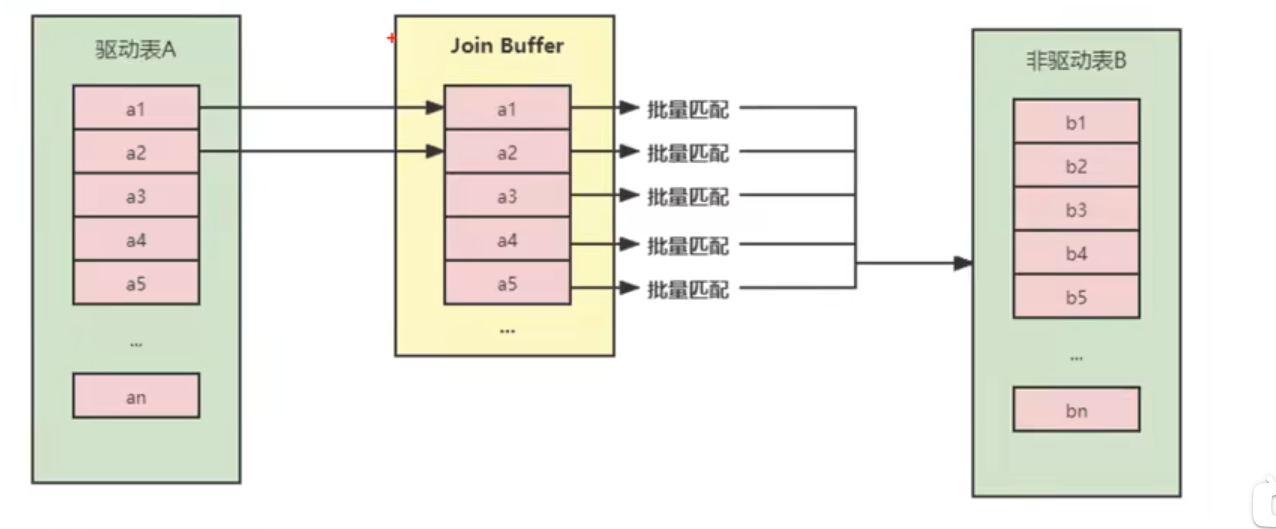 驱动表A
a1
a2
a3
a4
a5
...
an
Join Buffer
a1
a2
a3
a4
a5
...
批量匹配
批量匹配
批量匹配
批量匹配
批量匹配
非驱动表B
b1
b2
b3
b4
b5
...
bn